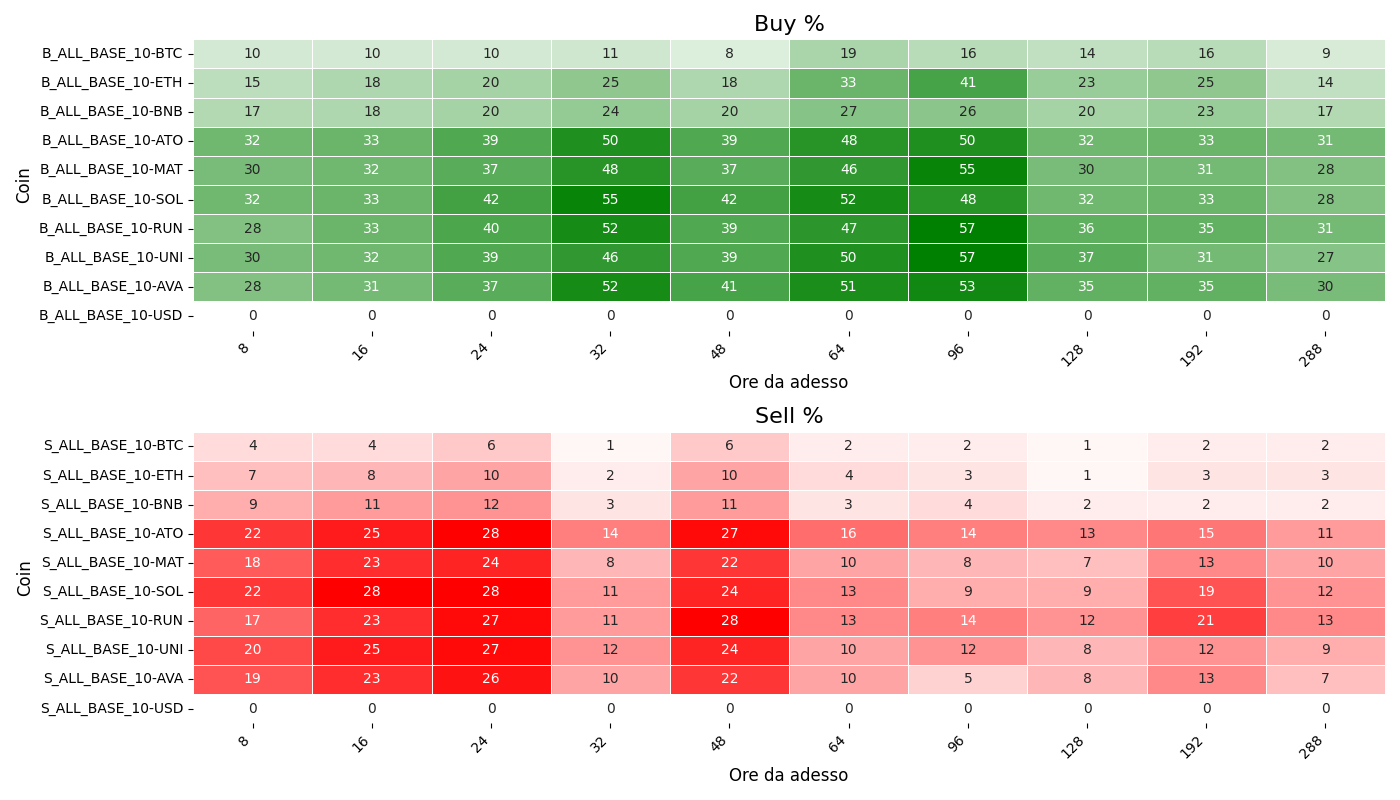 Buy %
B_ALL_BASE_10-BTC 10 10 10 11 8 19 16 14 16 9
B_ALL_BASE_10-ETH 15 18 20 25 18 33 41 23 25 14
B_ALL_BASE_10-BNB 17 18 20 24 20 27 26 20 23 17
B_ALL_BASE_10-ATO 32 33 39 50 39 48 50 32 33 31
B_ALL_BASE_10-MAT 30 32 37 48 37 46 55 30 31 28
B_ALL_BASE_10-SOL 32 33 42 55 42 52 48 32 33 28
B_ALL_BASE_10-RUN 28 33 40 52 39 47 57 36 35 31
B_ALL_BASE_10-UNI 30 32 39 46 39 50 57 37 31 27
B_ALL_BASE_10-AVA 28 31 37 52 41 51 53 35 35 30
B_ALL_BASE_10-USD 0 0 0 0 0 0 0 0 0 0
Coin
8 16 24 32 48 64 96 128 192 288
Ore da adesso
Sell %
S_ALL_BASE_10-BTC 4 4 6 1 6 2 2 1 2 2
S_ALL_BASE_10-ETH 7 8 10 2 10 4 3 1 3 3
S_ALL_BASE_10-BNB 9 11 12 3 11 3 4 2 2 2
S_ALL_BASE_10-ATO 22 25 28 14 27 16 14 13 15 11
S_ALL_BASE_10-MAT 18 23 24 8 22 10 8 7 13 10
S_ALL_BASE_10-SOL 22 28 28 11 24 13 9 9 19 12
S_ALL_BASE_10-RUN 17 23 27 11 28 13 14 12 21 13
S_ALL_BASE_10-UNI 20 25 27 12 24 10 12 8 12 9
S_ALL_BASE_10-AVA 19 23 26 10 22 10 5 8 13 7
S_ALL_BASE_10-USD 0 0 0 0 0 0 0 0 0 0
Coin
8 16 24 32 48 64 96 128 192 288
Ore da adesso